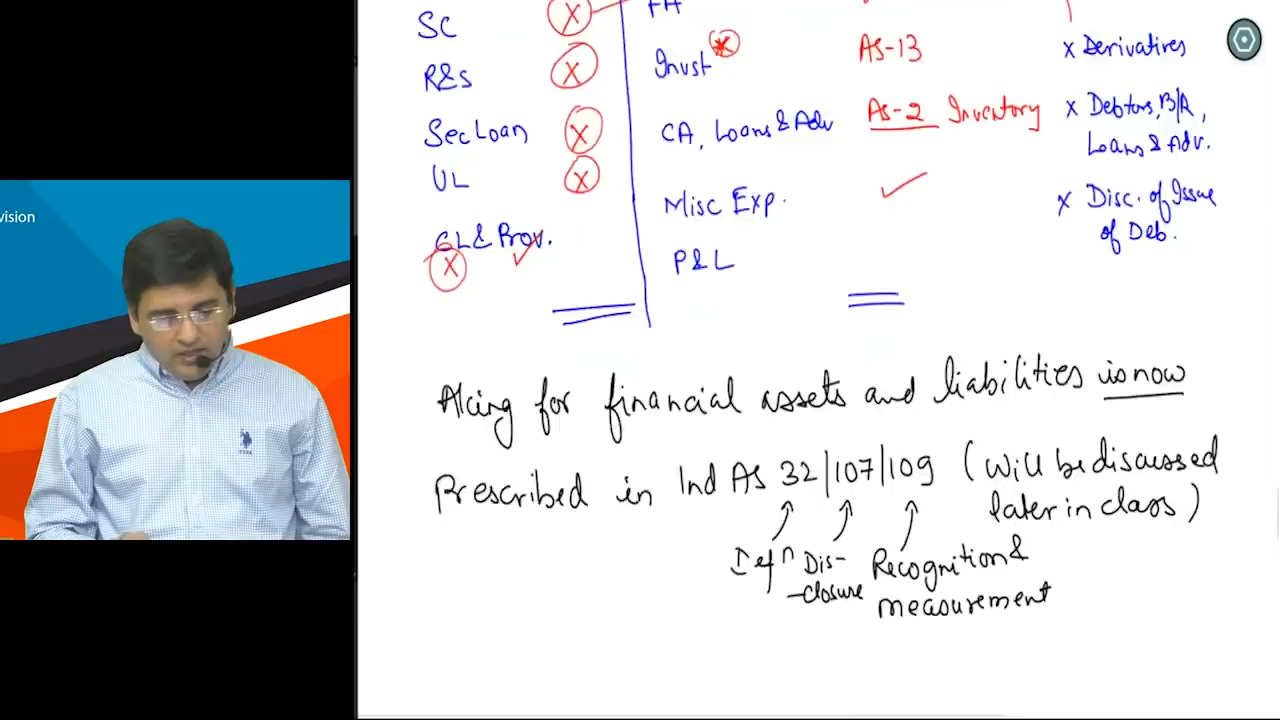 FA
SC X
AS-13 x Derivatives
Invst
R&S X
AS-2 Inventory x Debtors, B/R,
CA, Loans & Adv
Sec Loan X Loans & Adv.
UL X
Misc Exp. ✓ x Disc. of Issue
of Deb.
CL & Prov. ✓
X
P & L
vision
A/cing for financial assets and liabilities is now
Prescribed in Ind AS 32/107/109 (Will be discussed
later in class)
Defn Dis- Recognition &
-closure measurement